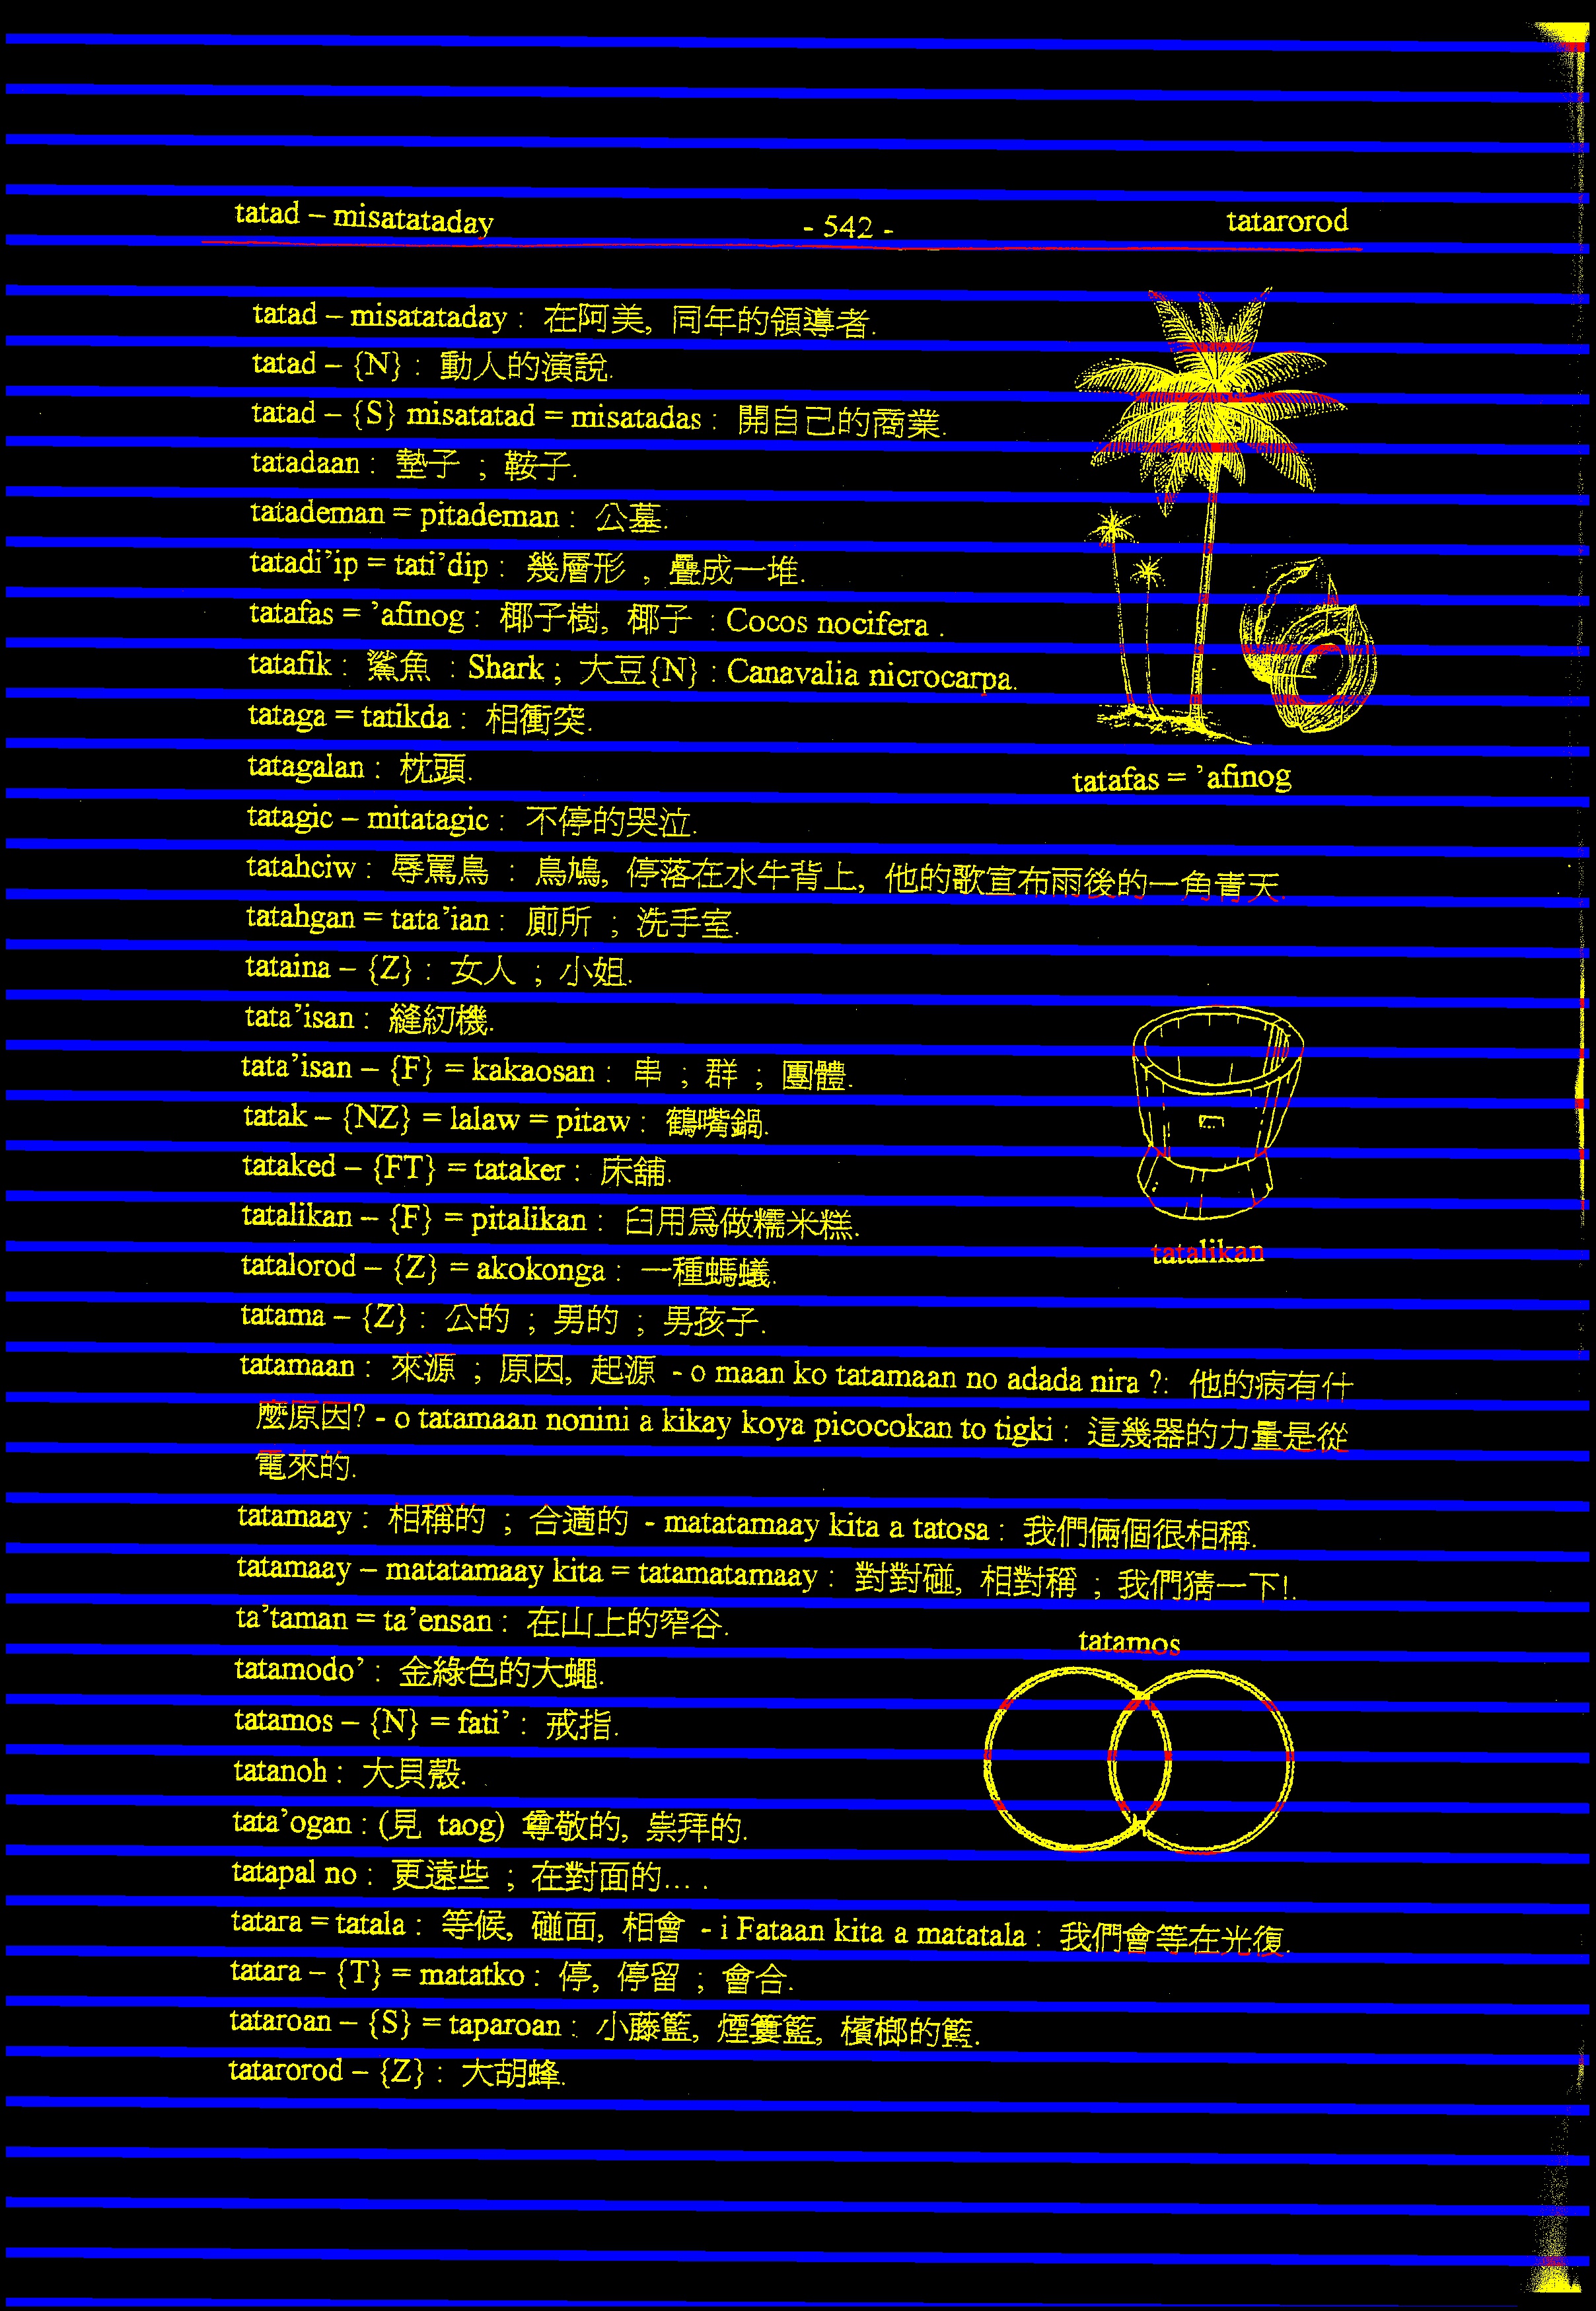 tatad – misatataday - 542 - tatarorod
tatad – misatataday : 在阿美, 同年的領導者.
tatad – {N} : 動人的演說.
tatad – {S} misatatad = misatadas : 開自己的商業.
tatadaan : 墊子 ; 鞍子.
tatademan = pitademan : 公墓.
tatadi’ip = tati’dip : 幾層形 , 疊成一堆.
tatafas = ’afinog : 椰子樹, 椰子 : Cocos nocifera .
tatafik : 鯊魚 : Shark ; 大豆{N} : Canavalia nicrocarpa.
tataga = tatikda : 相衝突.
tatagalan : 枕頭.
tatafas = ’afinog
tatagic – mitatagic : 不停的哭泣.
tatahciw : 辱罵鳥 : 烏鳩, 停落在水牛背上, 他的歌宣布雨後的一角青天.
tatahgan = tata’ian : 廁所 ; 洗手室.
tataina – {Z} : 女人 ; 小姐.
tata’isan : 縫紉機.
tata’isan – {F} = kakaosan : 串 ; 群 ; 團體.
tatak – {NZ} = lalaw = pitaw : 鶴嘴鍋.
tataked – {FT} = tataker : 床舖.
tatalikan – {F} = pitalikan : 臼用爲做糯米糕.
tatalikan
tatalorod – {Z} = akokonga : 一種螞蟻.
tatama – {Z} : 公的 ; 男的 ; 男孩子.
tatamaan : 來源 ; 原因, 起源 - o maan ko tatamaan no adada nira ?: 他的病有什
麼原因? - o tatamaan nonini a kikay koya picocokan to tigki : 這幾器的力量是從
電來的.
tatamaay : 相稱的 ; 合適的 - matatamaay kita a tatosa : 我們倆個很相稱.
tatamaay – matatamaay kita = tatamatamaay : 對對碰, 相對稱 ; 我們猜一下!.
ta’taman = ta’ensan : 在山上的窄谷.
tatamos
tatamodo’ : 金綠色的大蠅.
tatamos – {N} = fati’ : 戒指.
tatanoh : 大貝殼.
tata’ogan : (見 taog) 尊敬的, 崇拜的.
tatapal no : 更遠些 ; 在對面的... .
tatara = tatala : 等候, 碰面, 相會 - i Fataan kita a matatala : 我們會等在光復.
tatara – {T} = matatko : 停, 停留 ; 會合.
tataroan – {S} = taparoan : 小藤籃, 煙簍籃, 檳榔的籃.
tatarorod – {Z} : 大胡蜂.